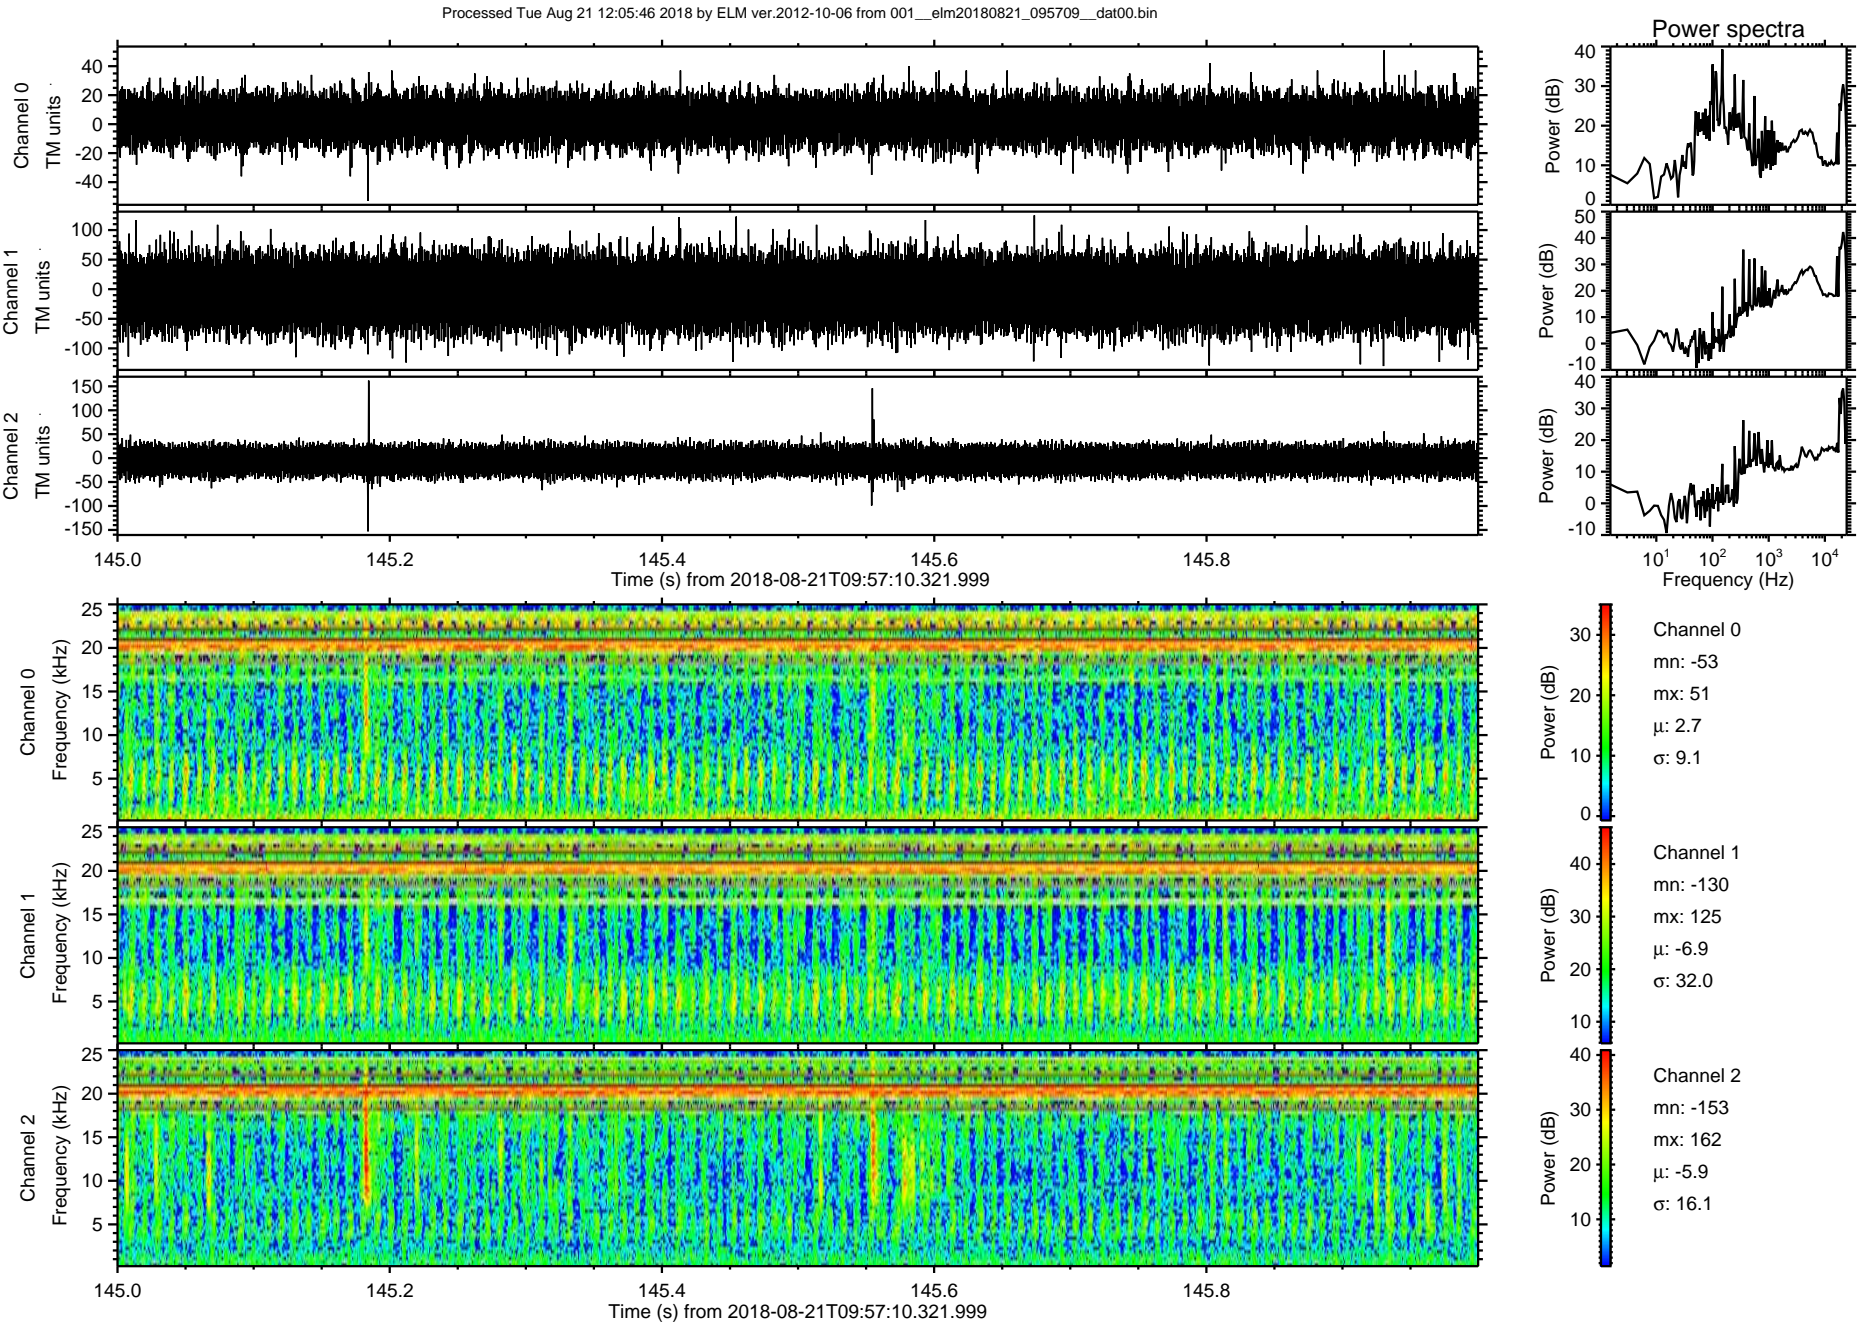 Processed Tue Aug 21 12:05:46 2018 by ELM ver.2012-10-06 from 001__elm20180821_095709__dat00.bin
Power spectra
Channel 0
TM units
40
20
0
-20
-40
Power (dB)
40
30
20
10
0
Channel 1
TM units
100
50
0
-50
-100
Power (dB)
50
40
30
20
10
0
-10
Channel 2
TM units
150
100
50
0
-50
-100
-150
Power (dB)
40
30
20
10
0
-10
145.0 145.2 145.4 145.6 145.8
Time (s) from 2018-08-21T09:57:10.321.999
10¹ 10² 10³ 10⁴
Frequency (Hz)
Channel 0
Frequency (kHz)
25
20
15
10
5
Power (dB)
30
20
10
0
Channel 0
mn: -53
mx: 51
μ: 2.7
σ: 9.1
Channel 1
Frequency (kHz)
25
20
15
10
5
Power (dB)
40
30
20
10
Channel 1
mn: -130
mx: 125
μ: -6.9
σ: 32.0
Channel 2
Frequency (kHz)
25
20
15
10
5
Power (dB)
40
30
20
10
Channel 2
mn: -153
mx: 162
μ: -5.9
σ: 16.1
145.0 145.2 145.4 145.6 145.8
Time (s) from 2018-08-21T09:57:10.321.999